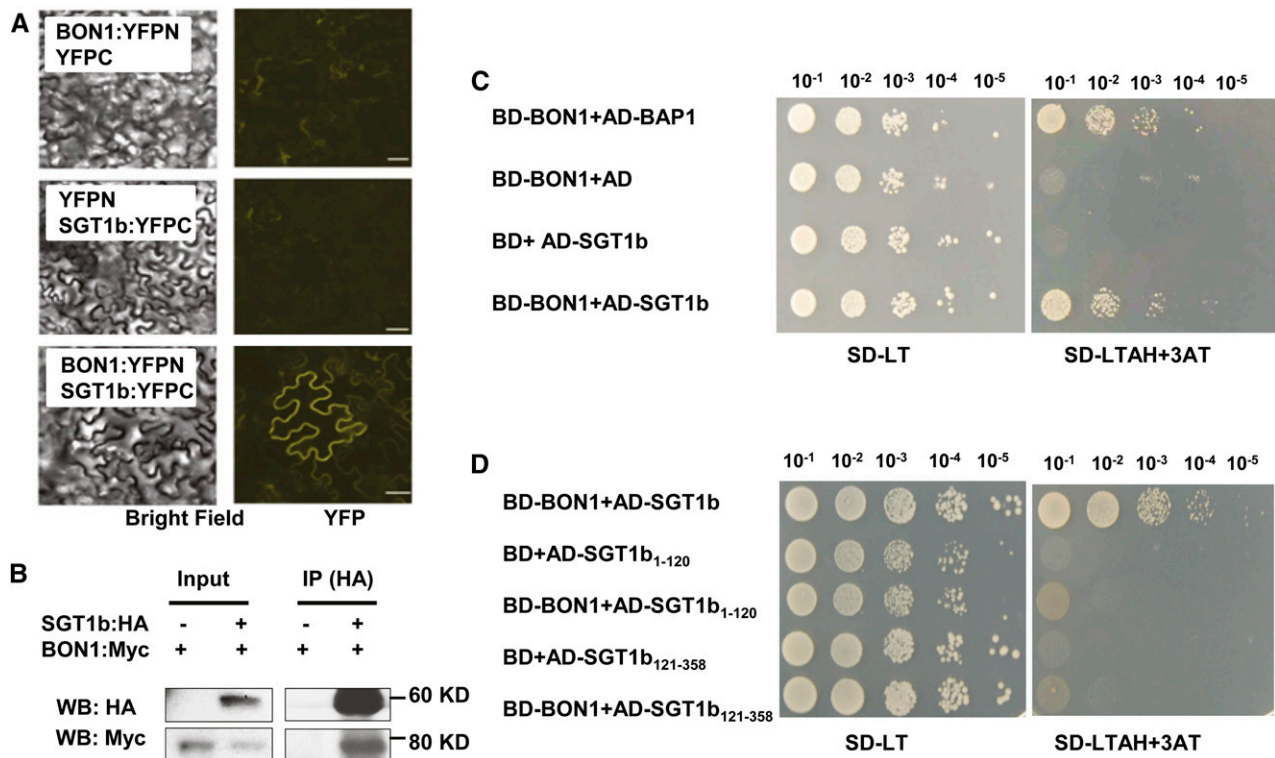 A
BON1:YFPN
YFPC
YFPN
SGT1b:YFPC
BON1:YFPN
SGT1b:YFPC
Bright Field YFP
B
Input IP (HA)
SGT1b:HA - + - +
BON1:Myc + + + +
WB: HA 60 KD
WB: Myc 80 KD
C
10-1 10-2 10-3 10-4 10-5 10-1 10-2 10-3 10-4 10-5
BD-BON1+AD-BAP1
BD-BON1+AD
BD+ AD-SGT1b
BD-BON1+AD-SGT1b
SD-LT SD-LTAH+3AT
D
10-1 10-2 10-3 10-4 10-5 10-1 10-2 10-3 10-4 10-5
BD-BON1+AD-SGT1b
BD+AD-SGT1b1-120
BD-BON1+AD-SGT1b1-120
BD+AD-SGT1b121-358
BD-BON1+AD-SGT1b121-358
SD-LT SD-LTAH+3AT